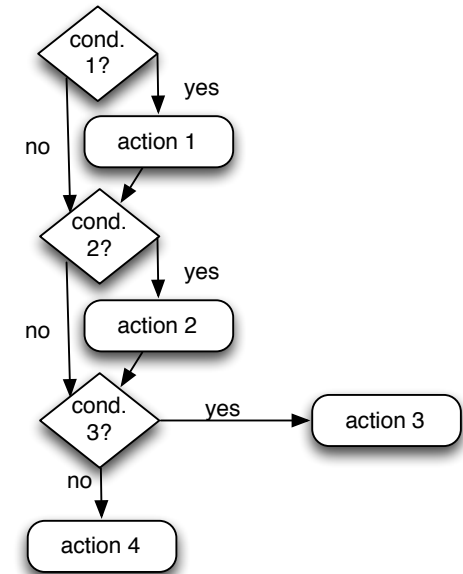 cond.
1?
yes
action 1
no
cond.
2?
yes
action 2
no
cond.
3?
yes
action 3
no
action 4